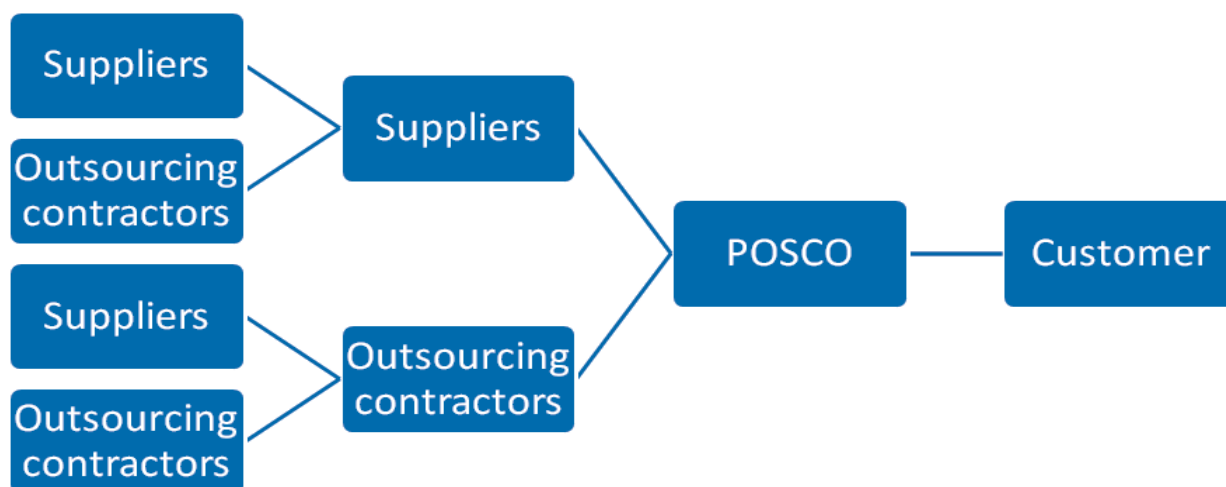 Suppliers
Outsourcing
contractors
Suppliers
Outsourcing
contractors
Suppliers
Outsourcing
contractors
POSCO
Customer